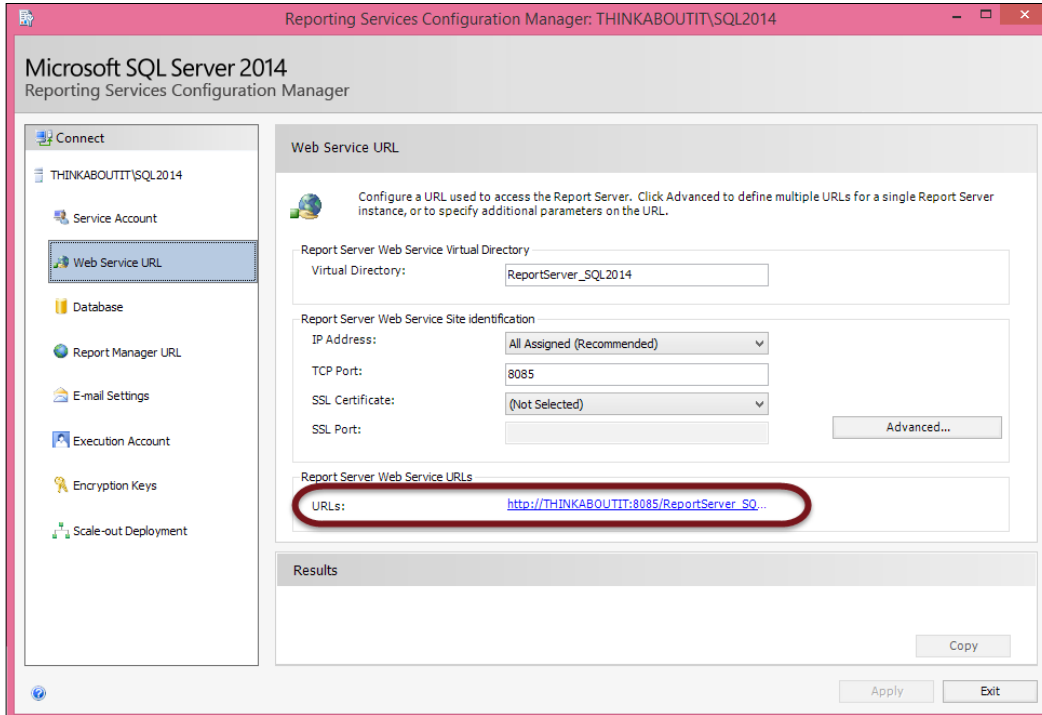 Reporting Services Configuration Manager: THINKABOUTIT\SQL2014
Microsoft SQL Server 2014
Reporting Services Configuration Manager
Connect
THINKABOUTIT\SQL2014
Service Account
Web Service URL
Database
Report Manager URL
E-mail Settings
Execution Account
Encryption Keys
Scale-out Deployment
Web Service URL
Configure a URL used to access the Report Server. Click Advanced to define multiple URLs for a single Report Server
instance, or to specify additional parameters on the URL.
Report Server Web Service Virtual Directory
Virtual Directory: ReportServer_SQL2014
Report Server Web Service Site identification
IP Address: All Assigned (Recommended)
TCP Port: 8085
SSL Certificate: (Not Selected)
SSL Port:
Advanced...
Report Server Web Service URLs
URLs: http://THINKABOUTIT:8085/ReportServer_SQ...
Results
Copy
Apply Exit